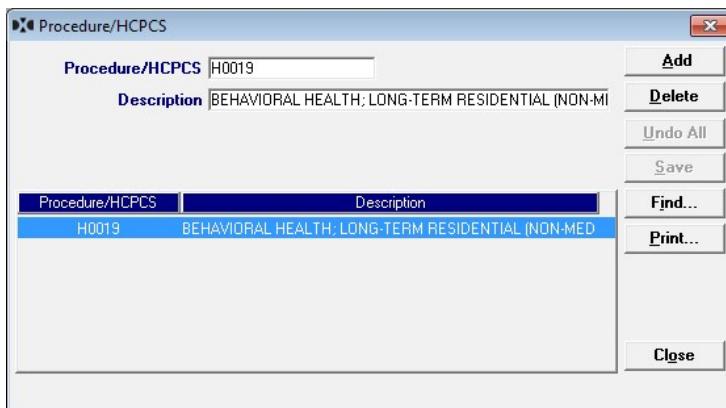 Procedure/HCPCS
Procedure/HCPCS H0019
Description BEHAVIORAL HEALTH; LONG-TERM RESIDENTIAL (NON-MI
Add
Delete
Undo All
Save
Find...
Print...
Close
Procedure/HCPCS Description
H0019 BEHAVIORAL HEALTH; LONG-TERM RESIDENTIAL (NON-MED